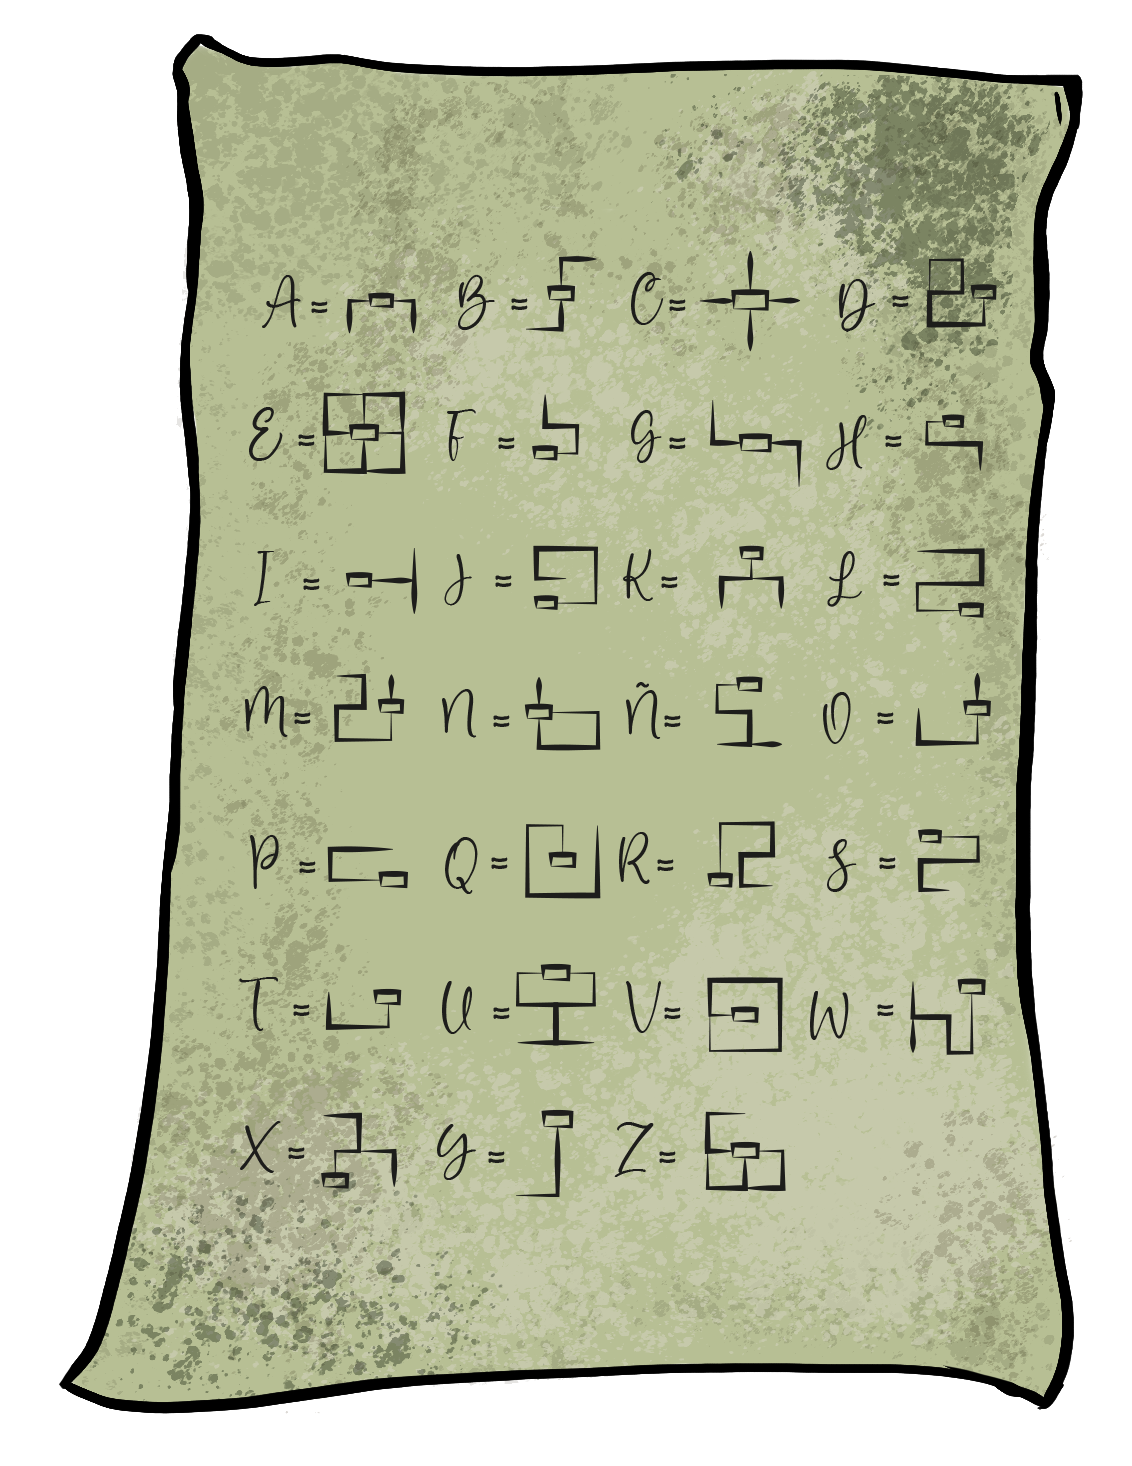 A = B = C = D =
E = F = G = H =
I = J = K = L =
M = N = Ñ = O =
P = Q = R = S =
T = U = V = W =
X = Y = Z =